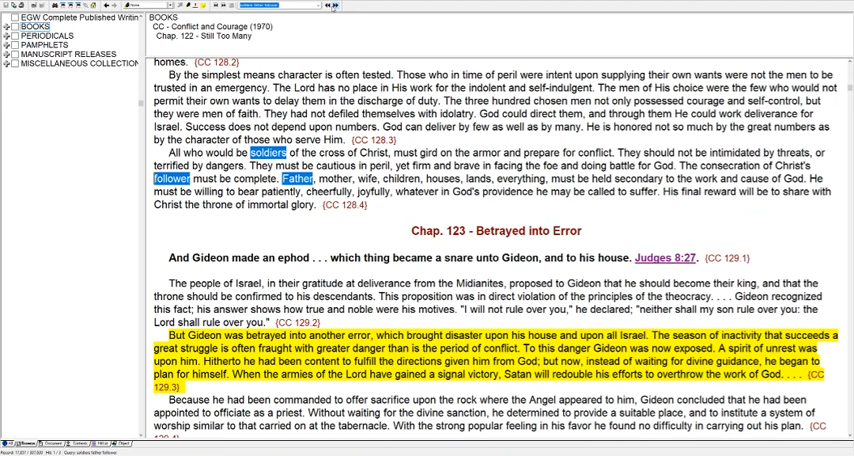 soldiers father follower
EGW Complete Published Writin
BOOKS
PERIODICALS
PAMPHLETS
MANUSCRIPT RELEASES
MISCELLANEOUS COLLECTION
BOOKS
CC - Conflict and Courage (1970)
Chap. 122 - Still Too Many
homes. {CC 128.2}
By the simplest means character is often tested. Those who in time of peril were intent upon supplying their own wants were not the men to be
trusted in an emergency. The Lord has no place in His work for the indolent and self-indulgent. The men of His choice were the few who would not
permit their own wants to delay them in the discharge of duty. The three hundred chosen men not only possessed courage and self-control, but
they were men of faith. They had not defiled themselves with idolatry. God could direct them, and through them He could work deliverance for
Israel. Success does not depend upon numbers. God can deliver by few as well as by many. He is honored not so much by the great numbers as
by the character of those who serve Him. {CC 128.3}
All who would be soldiers of the cross of Christ, must gird on the armor and prepare for conflict. They should not be intimidated by threats, or
terrified by dangers. They must be cautious in peril, yet firm and brave in facing the foe and doing battle for God. The consecration of Christ's
follower must be complete. Father, mother, wife, children, houses, lands, everything, must be held secondary to the work and cause of God. He
must be willing to bear patiently, cheerfully, joyfully, whatever in God's providence he may be called to suffer. His final reward will be to share with
Christ the throne of immortal glory. {CC 128.4}
Chap. 123 - Betrayed into Error
And Gideon made an ephod . . . which thing became a snare unto Gideon, and to his house. Judges 8:27. {CC 129.1}
The people of Israel, in their gratitude at deliverance from the Midianites, proposed to Gideon that he should become their king, and that the
throne should be confirmed to his descendants. This proposition was in direct violation of the principles of the theocracy. . . . Gideon recognized
this fact; his answer shows how true and noble were his motives. "I will not rule over you," he declared; "neither shall my son rule over you: the
Lord shall rule over you." {CC 129.2}
But Gideon was betrayed into another error, which brought disaster upon his house and upon all Israel. The season of inactivity that succeeds a
great struggle is often fraught with greater danger than is the period of conflict. To this danger Gideon was now exposed. A spirit of unrest was
upon him. Hitherto he had been content to fulfill the directions given him from God; but now, instead of waiting for divine guidance, he began to
plan for himself. When the armies of the Lord have gained a signal victory, Satan will redouble his efforts to overthrow the work of God. . . . {CC
129.3}
Because he had been commanded to offer sacrifice upon the rock where the Angel appeared to him, Gideon concluded that he had been
appointed to officiate as a priest. Without waiting for the divine sanction, he determined to provide a suitable place, and to institute a system of
worship similar to that carried on at the tabernacle. With the strong popular feeling in his favor he found no difficulty in carrying out his plan. {CC
129.4}
All Browse Document Contents Hit List Object